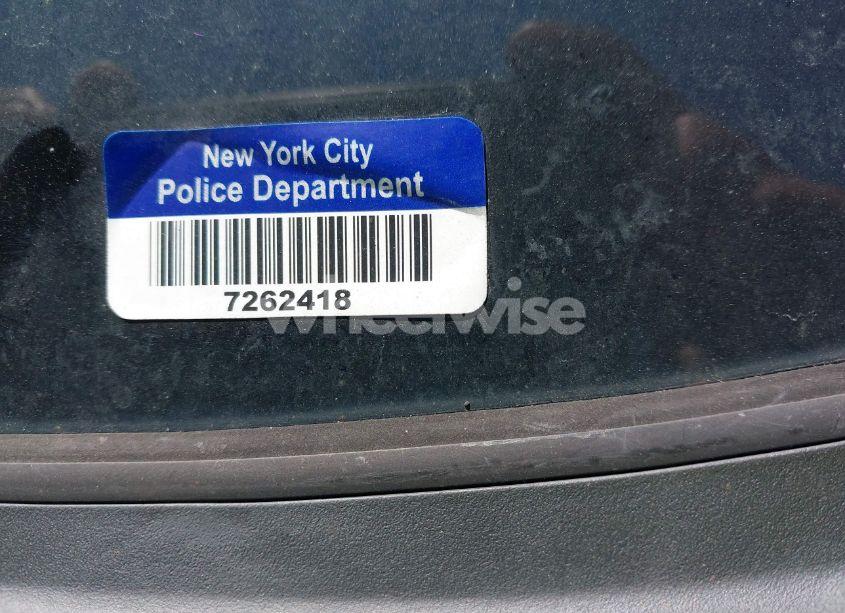 New York City
Police Department
7262418
wheelwise